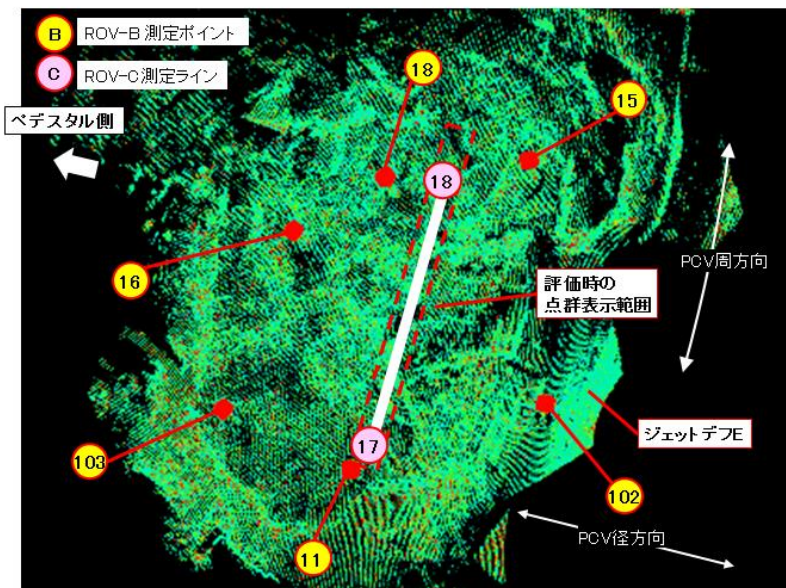 B ROV-B 測定ポイント
C ROV-C 測定ライン
ペデスタル側
18
15
18
16
PCV周方向
評価時の
点群表示範囲
17
ジェットデフE
103
102
11
PCV径方向